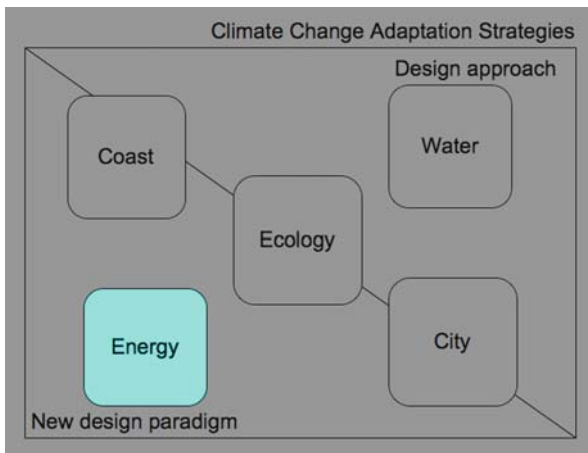 Climate Change Adaptation Strategies
Design approach
Coast
Water
Ecology
Energy
City
New design paradigm